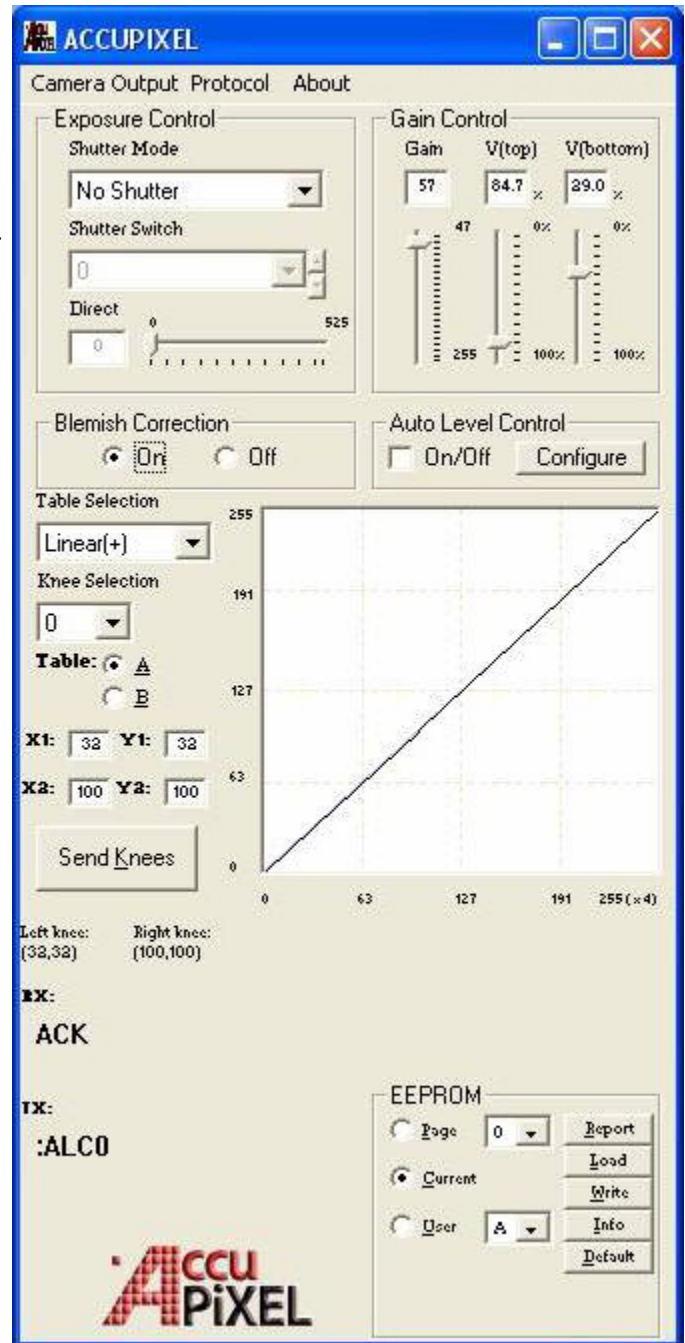 ACCUPIXEL
Camera Output Protocol About
Exposure Control
Shutter Mode
No Shutter
Shutter Switch
0
Direct
0
0
525
Gain Control
Gain V(top) V(bottom)
57 84.7 % 29.0 %
47 0% 0%
255 100% 100%
Blemish Correction
On Off
Auto Level Control
On/Off Configure
Table Selection
Linear(+)
Knee Selection
0
Table: A
B
X1: 32 Y1: 32
X2: 100 Y2: 100
Send Knees
255
191
127
63
0
0 63 127 191 255(x4)
Left knee: Right knee:
(32,32) (100,100)
RX:
ACK
TX:
:ALC0
EEPROM
Page 0
Current
User A
Report
Load
Write
Info
Default
ACCU
PiXEL